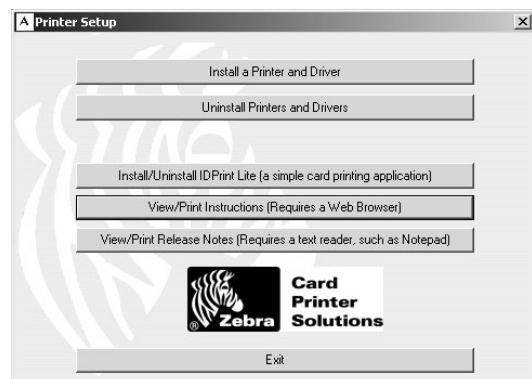 A Printer Setup
Install a Printer and Driver
Uninstall Printers and Drivers
Install/Uninstall IDPrint Lite (a simple card printing application)
View/Print Instructions (Requires a Web Browser)
View/Print Release Notes (Requires a text reader, such as Notepad)
® Zebra
Card
Printer
Solutions
Exit